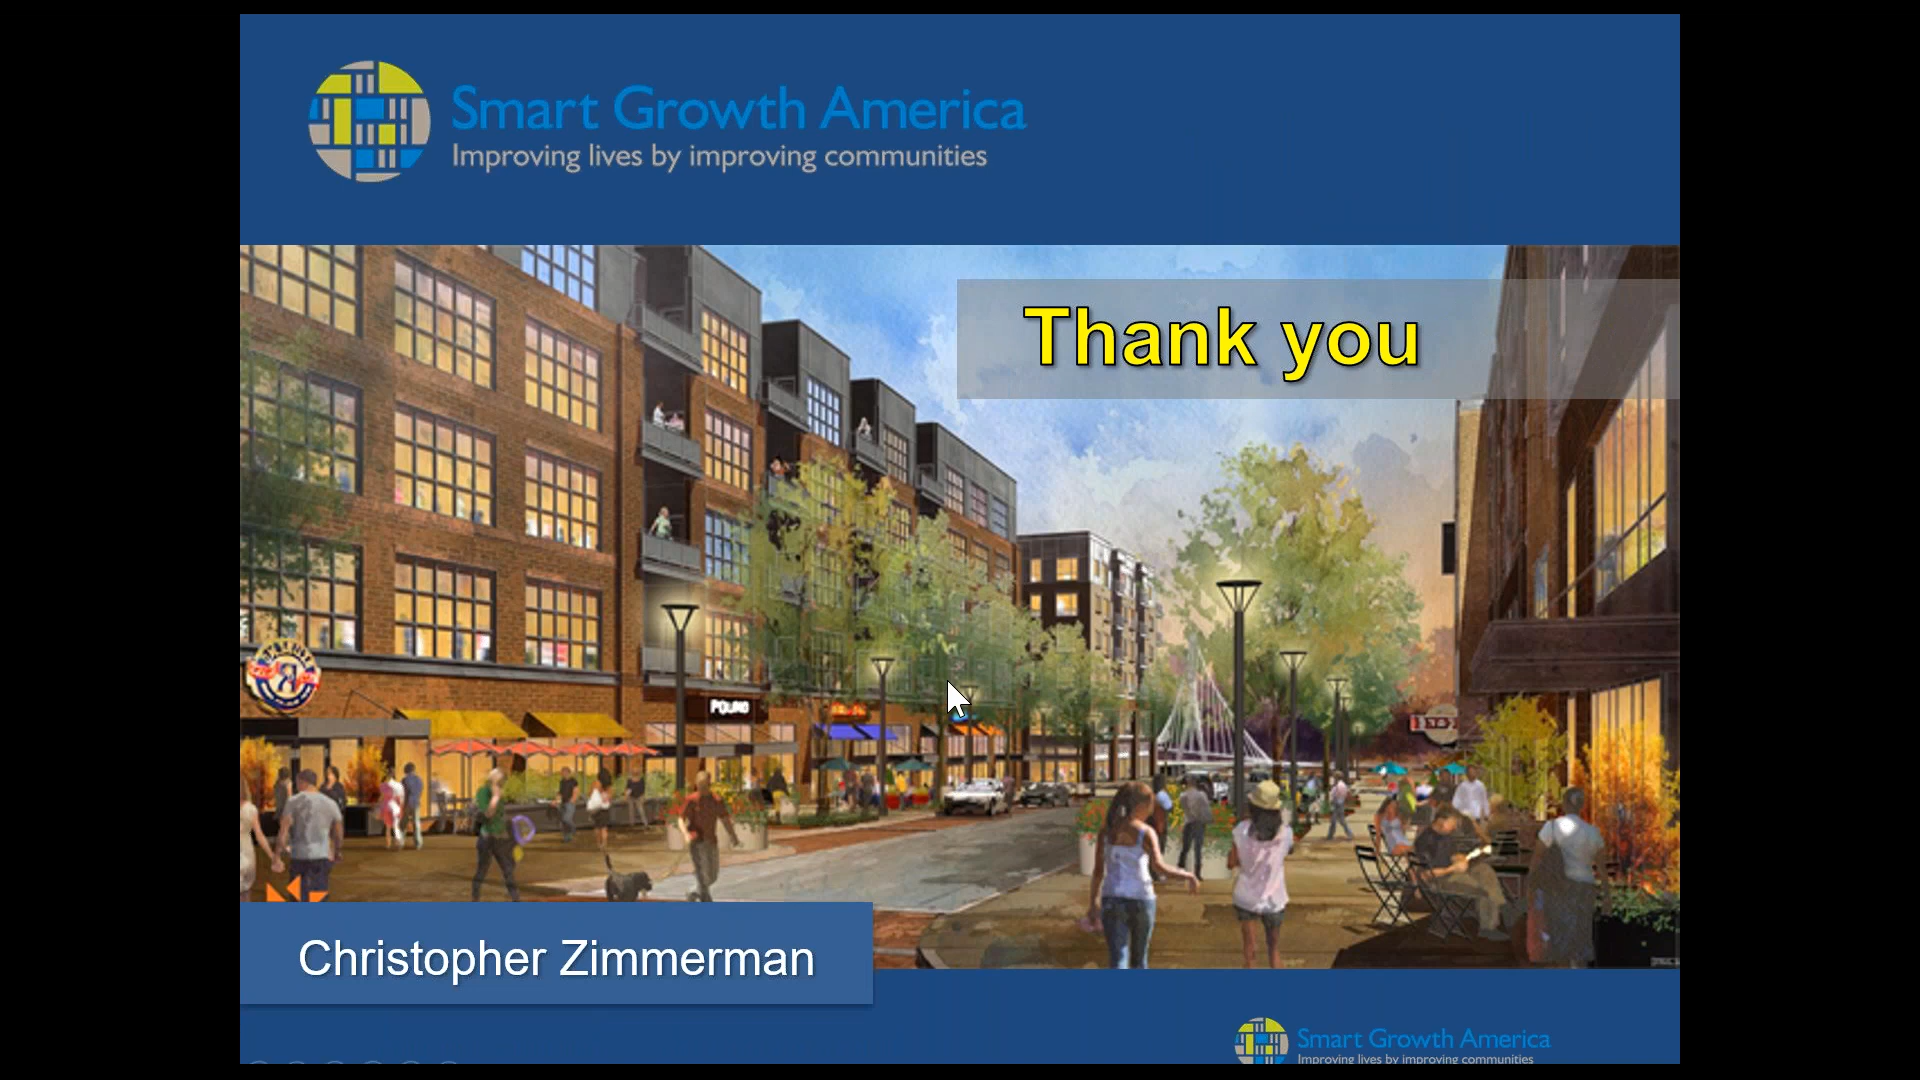 Smart Growth America
Improving lives by improving communities
Thank you
POLINO
Christopher Zimmerman
Smart Growth America
Improving lives by improving communities